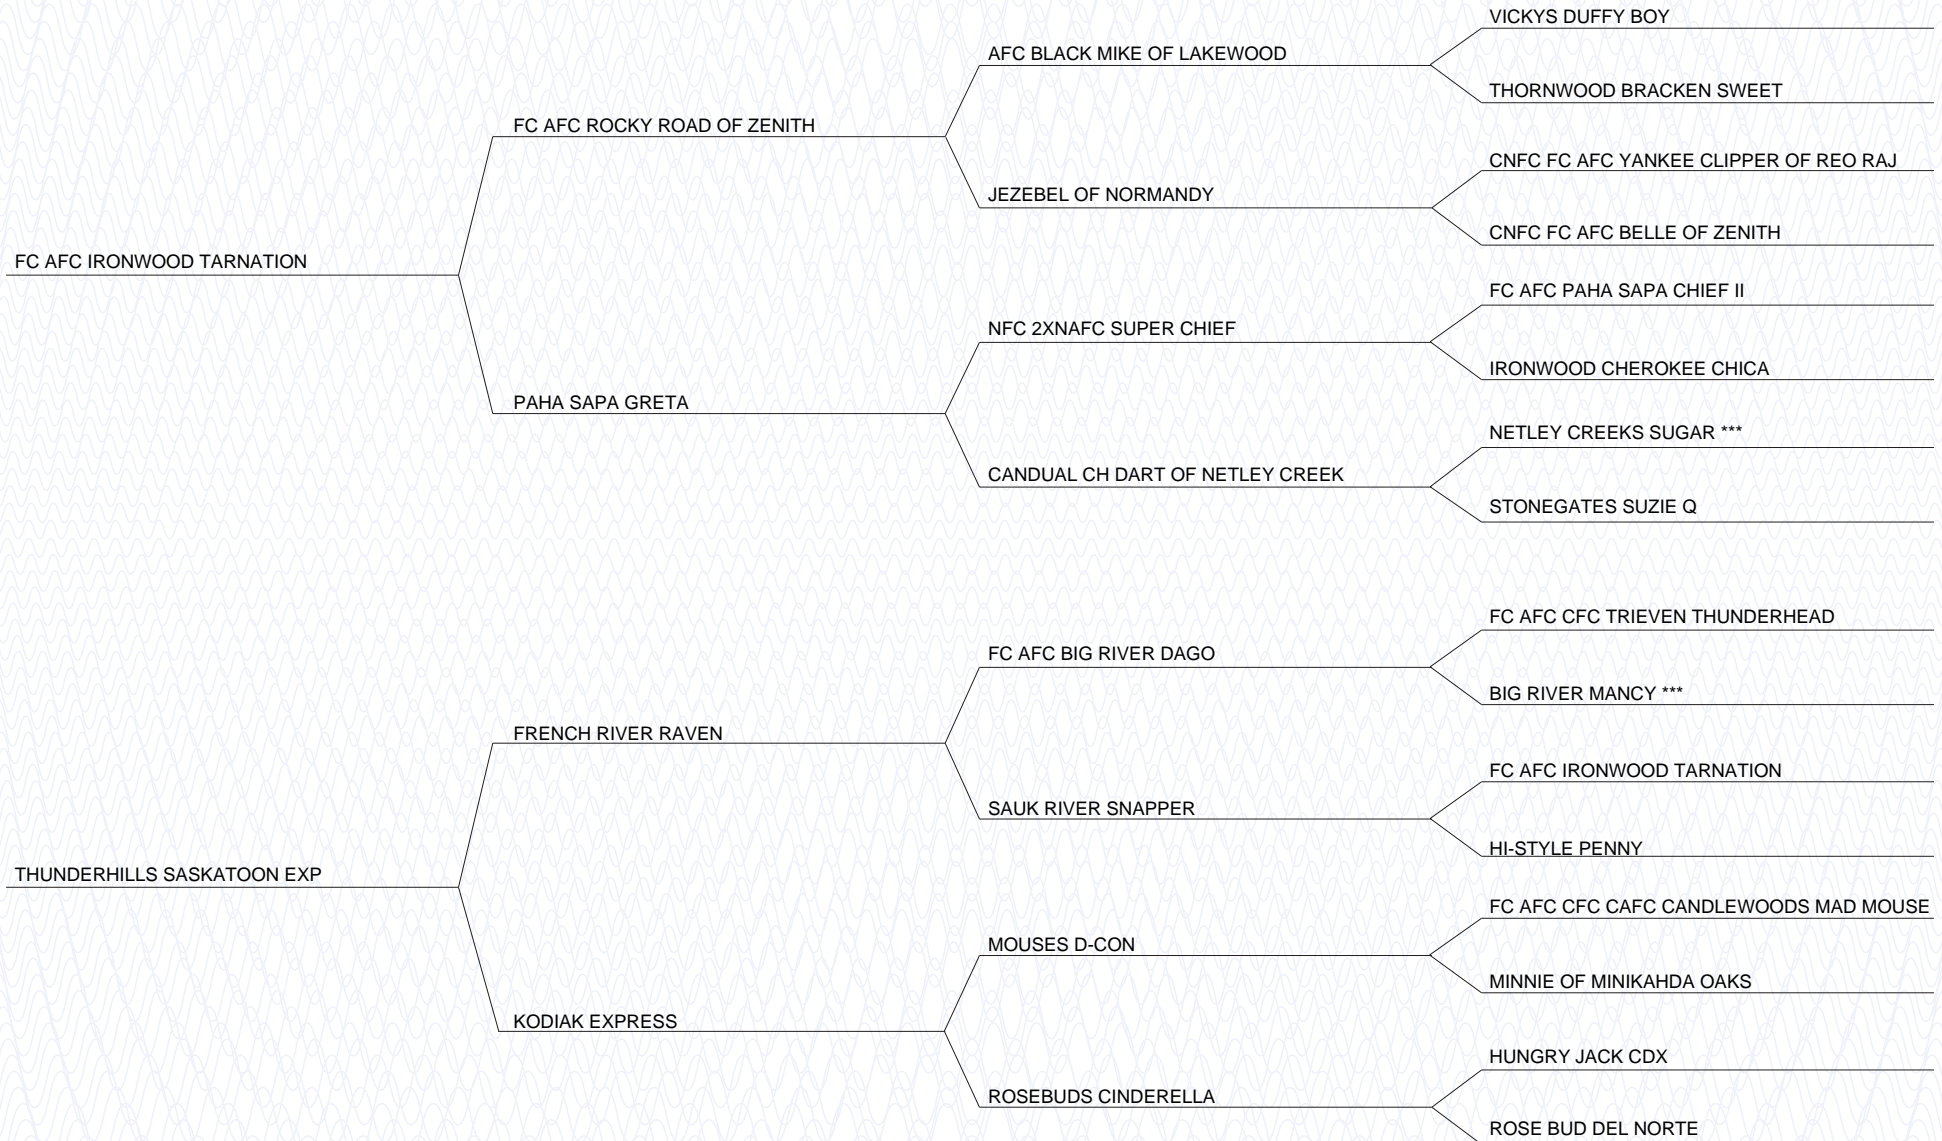 VICKYS DUFFY BOY
AFC BLACK MIKE OF LAKEWOOD
THORNWOOD BRACKEN SWEET
FC AFC ROCKY ROAD OF ZENITH
CNFC FC AFC YANKEE CLIPPER OF REO RAJ
JEZEBEL OF NORMANDY
CNFC FC AFC BELLE OF ZENITH
FC AFC IRONWOOD TARNATION
FC AFC PAHA SAPA CHIEF II
NFC 2XNAFC SUPER CHIEF
IRONWOOD CHEROKEE CHICA
PAHA SAPA GRETA
NETLEY CREEKS SUGAR ***
CANDUAL CH DART OF NETLEY CREEK
STONEGATES SUZIE Q
FC AFC CFC TRIEVEN THUNDERHEAD
FC AFC BIG RIVER DAGO
BIG RIVER MANCY ***
FRENCH RIVER RAVEN
FC AFC IRONWOOD TARNATION
SAUK RIVER SNAPPER
HI-STYLE PENNY
THUNDERHILLS SASKATOON EXP
FC AFC CFC CAFC CANDLEWOODS MAD MOUSE
MOUSES D-CON
MINNIE OF MINIKAHDA OAKS
KODIAK EXPRESS
HUNGRY JACK CDX
ROSEBUDS CINDERELLA
ROSE BUD DEL NORTE